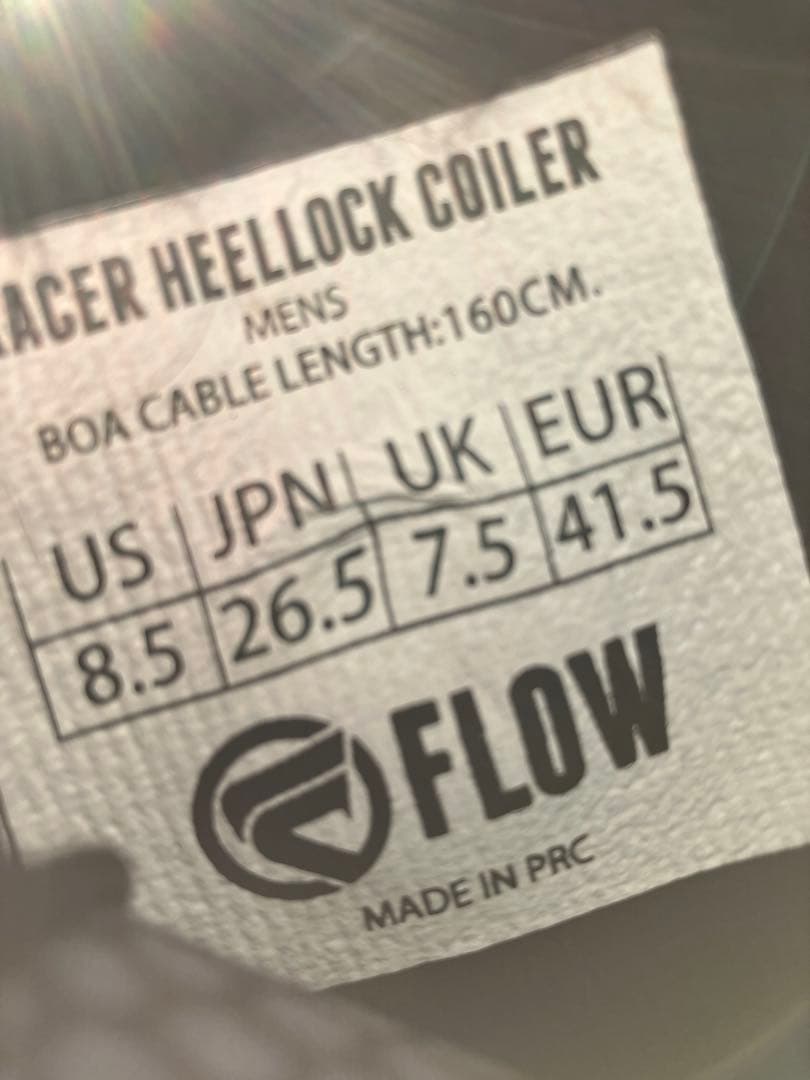 ACER HEELLOCK COILER
MENS
BOA CABLE LENGTH:160CM.
US JPN UK EUR
8.5 26.5 7.5 41.5
FLOW
MADE IN PRC